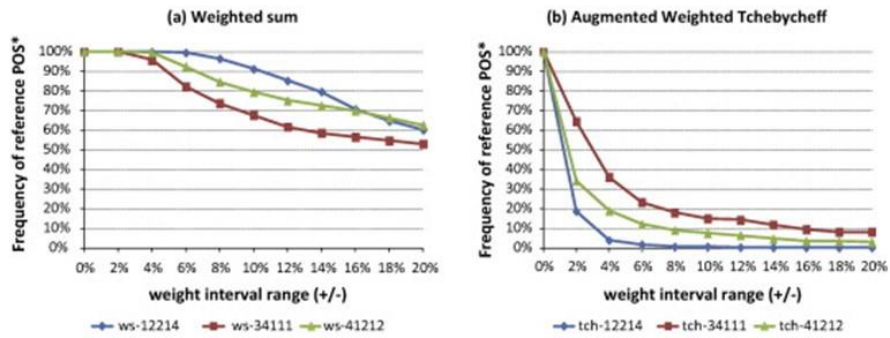 (a) Weighted sum
Frequency of reference POS*
100%
90%
80%
70%
60%
50%
40%
30%
20%
10%
0%
0% 2% 4% 6% 8% 10% 12% 14% 16% 18% 20%
weight interval range (+/-)
ws-12214 ws-34111 ws-41212
(b) Augmented Weighted Tchebycheff
Frequency of reference POS*
100%
90%
80%
70%
60%
50%
40%
30%
20%
10%
0%
0% 2% 4% 6% 8% 10% 12% 14% 16% 18% 20%
weight interval range (+/-)
tch-12214 tch-34111 tch-41212